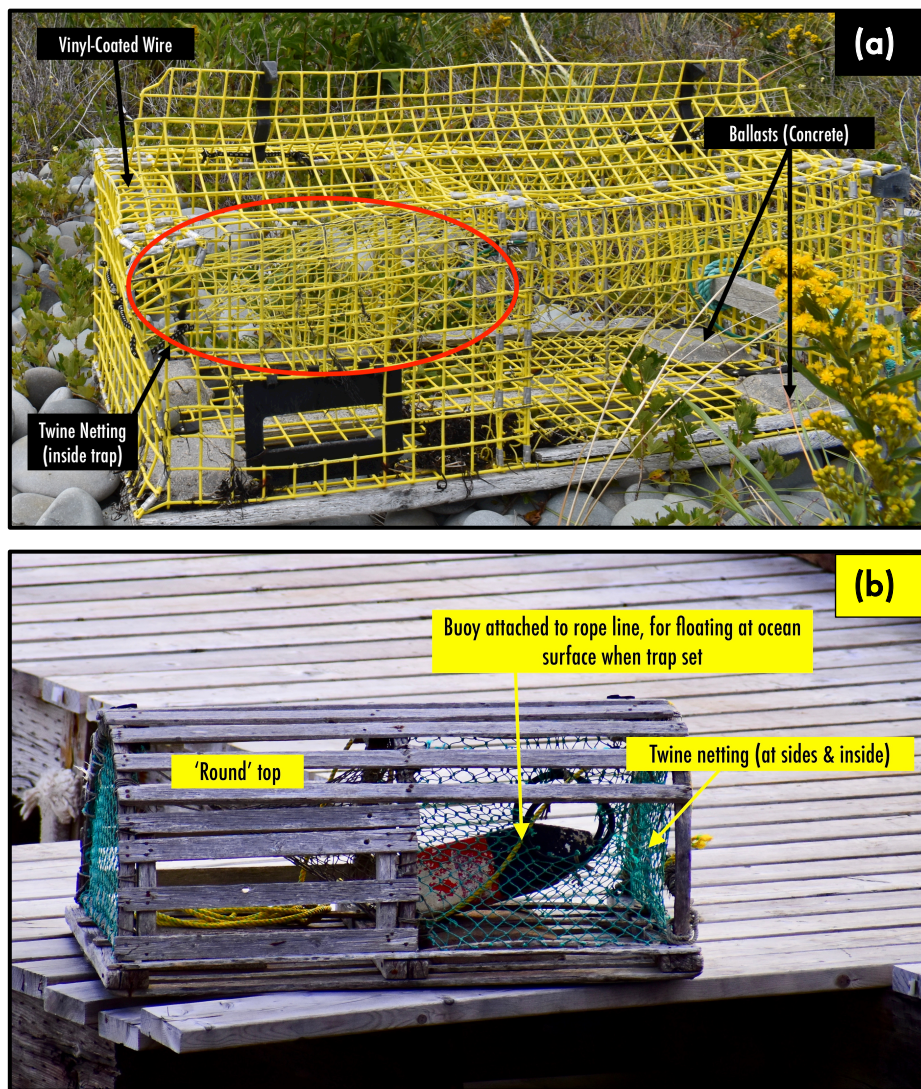 (a)
Vinyl-Coated Wire
Ballasts (Concrete)
Twine Netting
(inside trap)
(b)
Buoy attached to rope line, for floating at ocean
surface when trap set
Twine netting (at sides & inside)
‘Round’ top